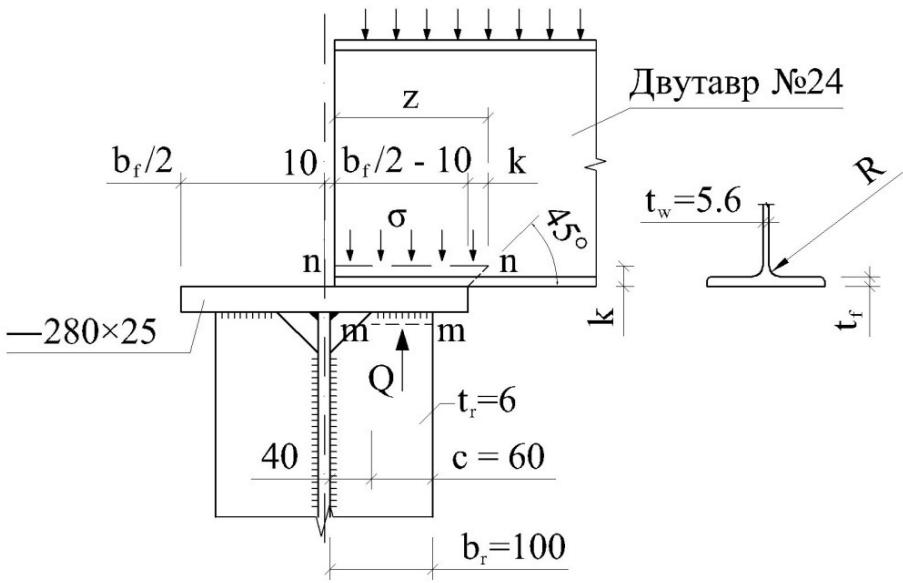 z
Двутавр №24
b_f/2
10
b_f/2 - 10
k
σ
45°
n
n
k
t_w=5.6
R
t_f
—280×25
m
m
Q
t_r=6
40
c = 60
b_r=100